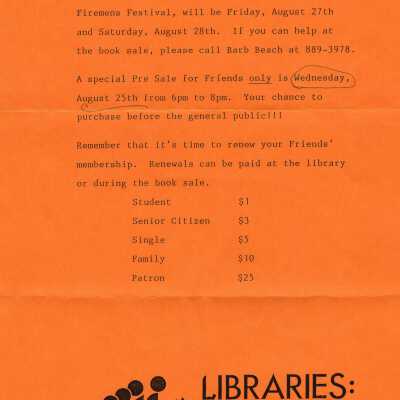 Firemens Festival, will be Friday, August 27th
and Saturday, August 28th. If you can help at
the book sale, please call Barb Beach at 889-3978.
A special Pre Sale for Friends only is Wednesday,
August 25th from 6pm to 8pm. Your chance to
purchase before the general public!!!
Remember that it's time to renew your Friends'
membership. Renewals can be paid at the library
or during the book sale.
Student $1
Senior Citizen $3
Single $5
Family $10
Patron $25
LIBRARIES: